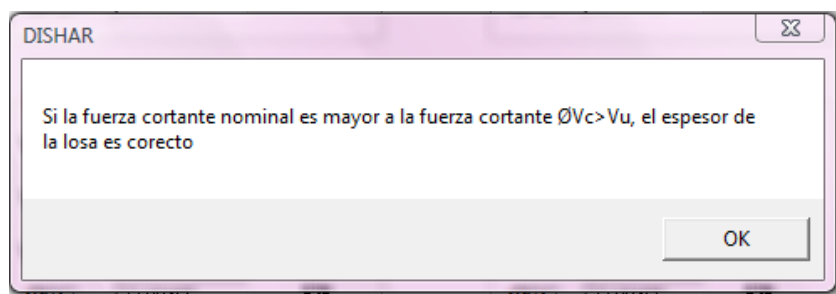 DISHAR
Si la fuerza cortante nominal es mayor a la fuerza cortante ØVc>Vu, el espesor de
la losa es corecto
OK